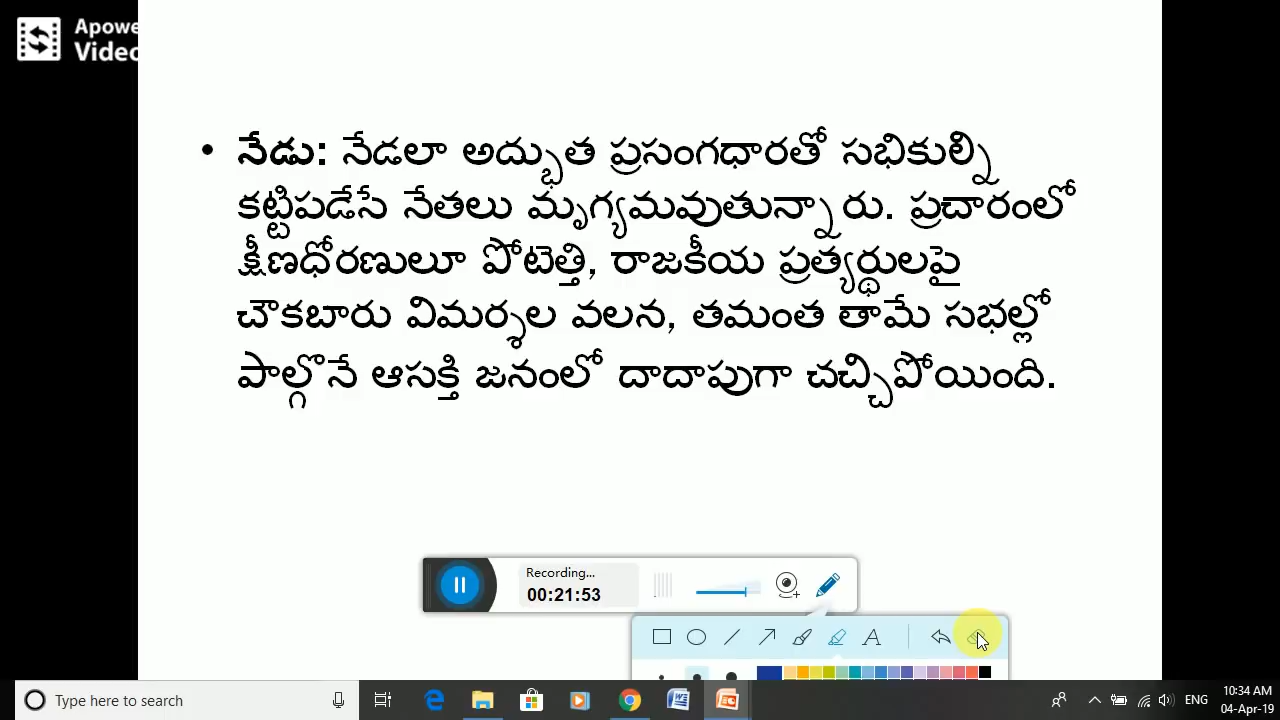 Apowe
Video
• నేడు: నేడలా అద్భుత ప్రసంగధారతో సభికుల్ని
కట్టిపడేసే నేతలు మృగ్యమవుతున్నారు. ప్రచారంలో
క్షీణధోరణులూ పోటెత్తి, రాజకీయ ప్రత్యర్థులపై
చౌకబారు విమర్శల వలన, తమంత తామే సభల్లో
పాల్గొనే ఆసక్తి జనంలో దాదాపుగా చచ్చిపోయింది.
Recording...
00:21:53
A
Type here to search
ENG
10:34 AM
04-Apr-19